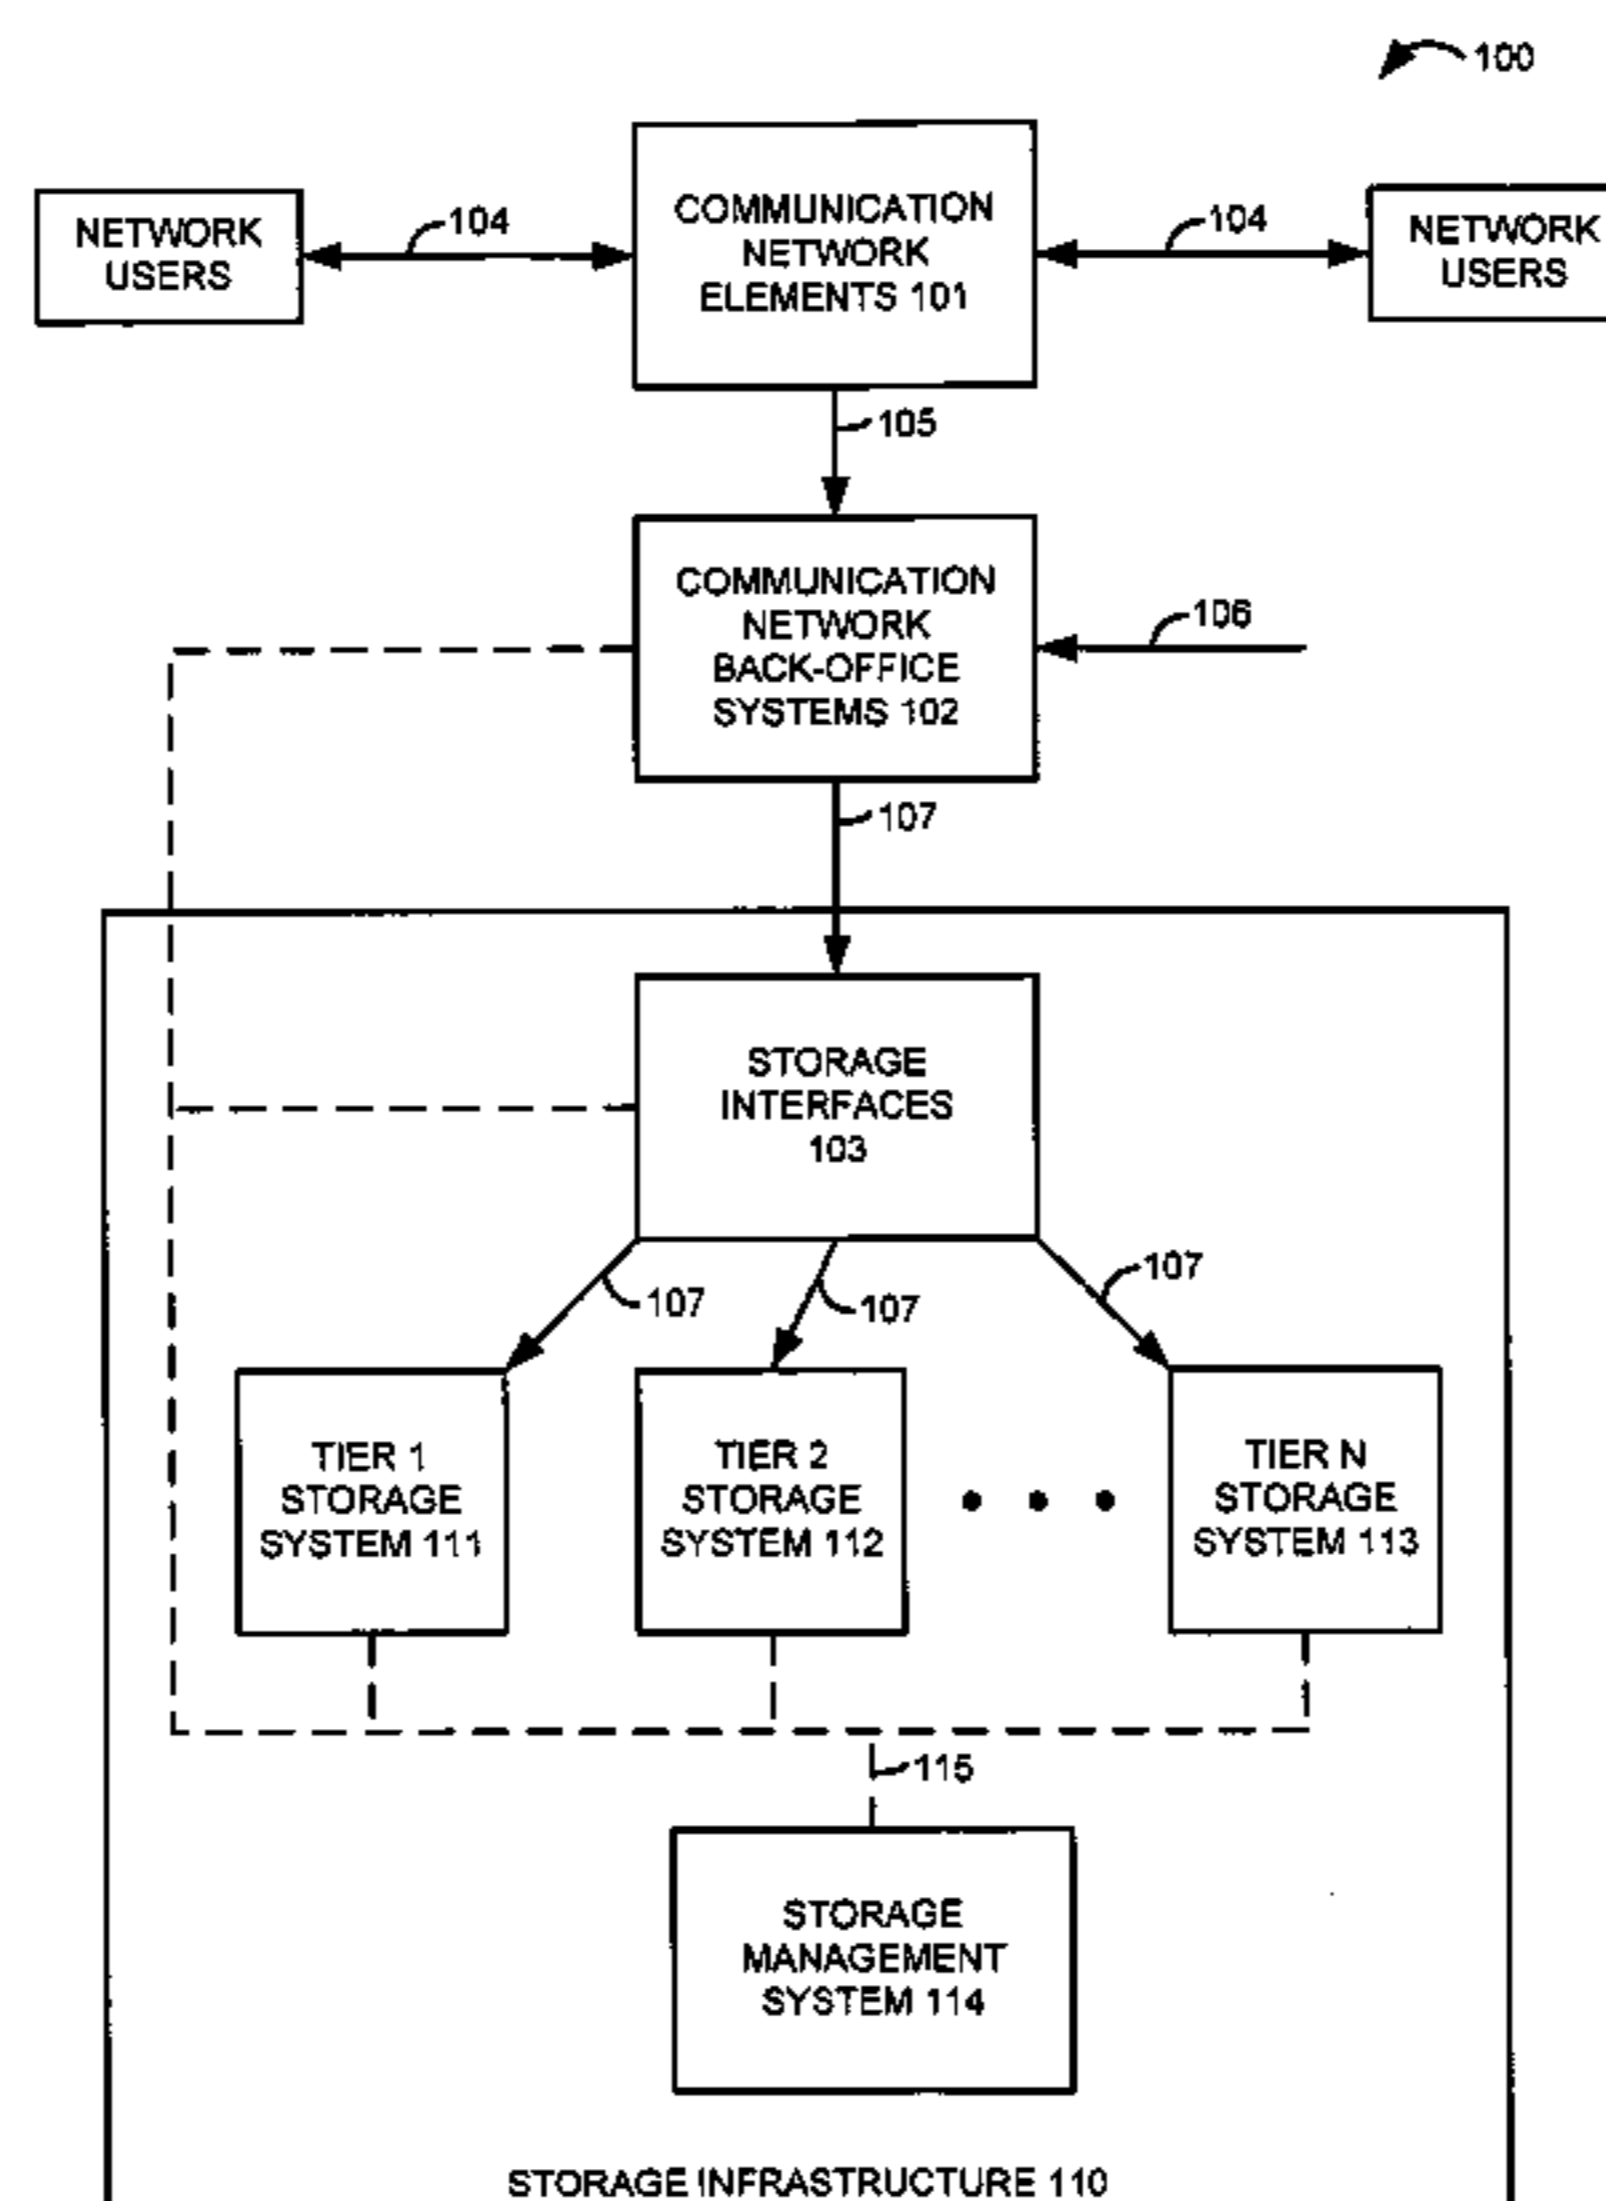 100
COMMUNICATION
NETWORK
ELEMENTS 101
NETWORK
USERS
104
104
NETWORK
USERS
105
COMMUNICATION
NETWORK
BACK-OFFICE
SYSTEMS 102
106
107
STORAGE
INTERFACES
103
107
107
107
TIER 1
STORAGE
SYSTEM 111
TIER 2
STORAGE
SYSTEM 112
TIER N
STORAGE
SYSTEM 113
115
STORAGE
MANAGEMENT
SYSTEM 114
STORAGE INFRASTRUCTURE 110